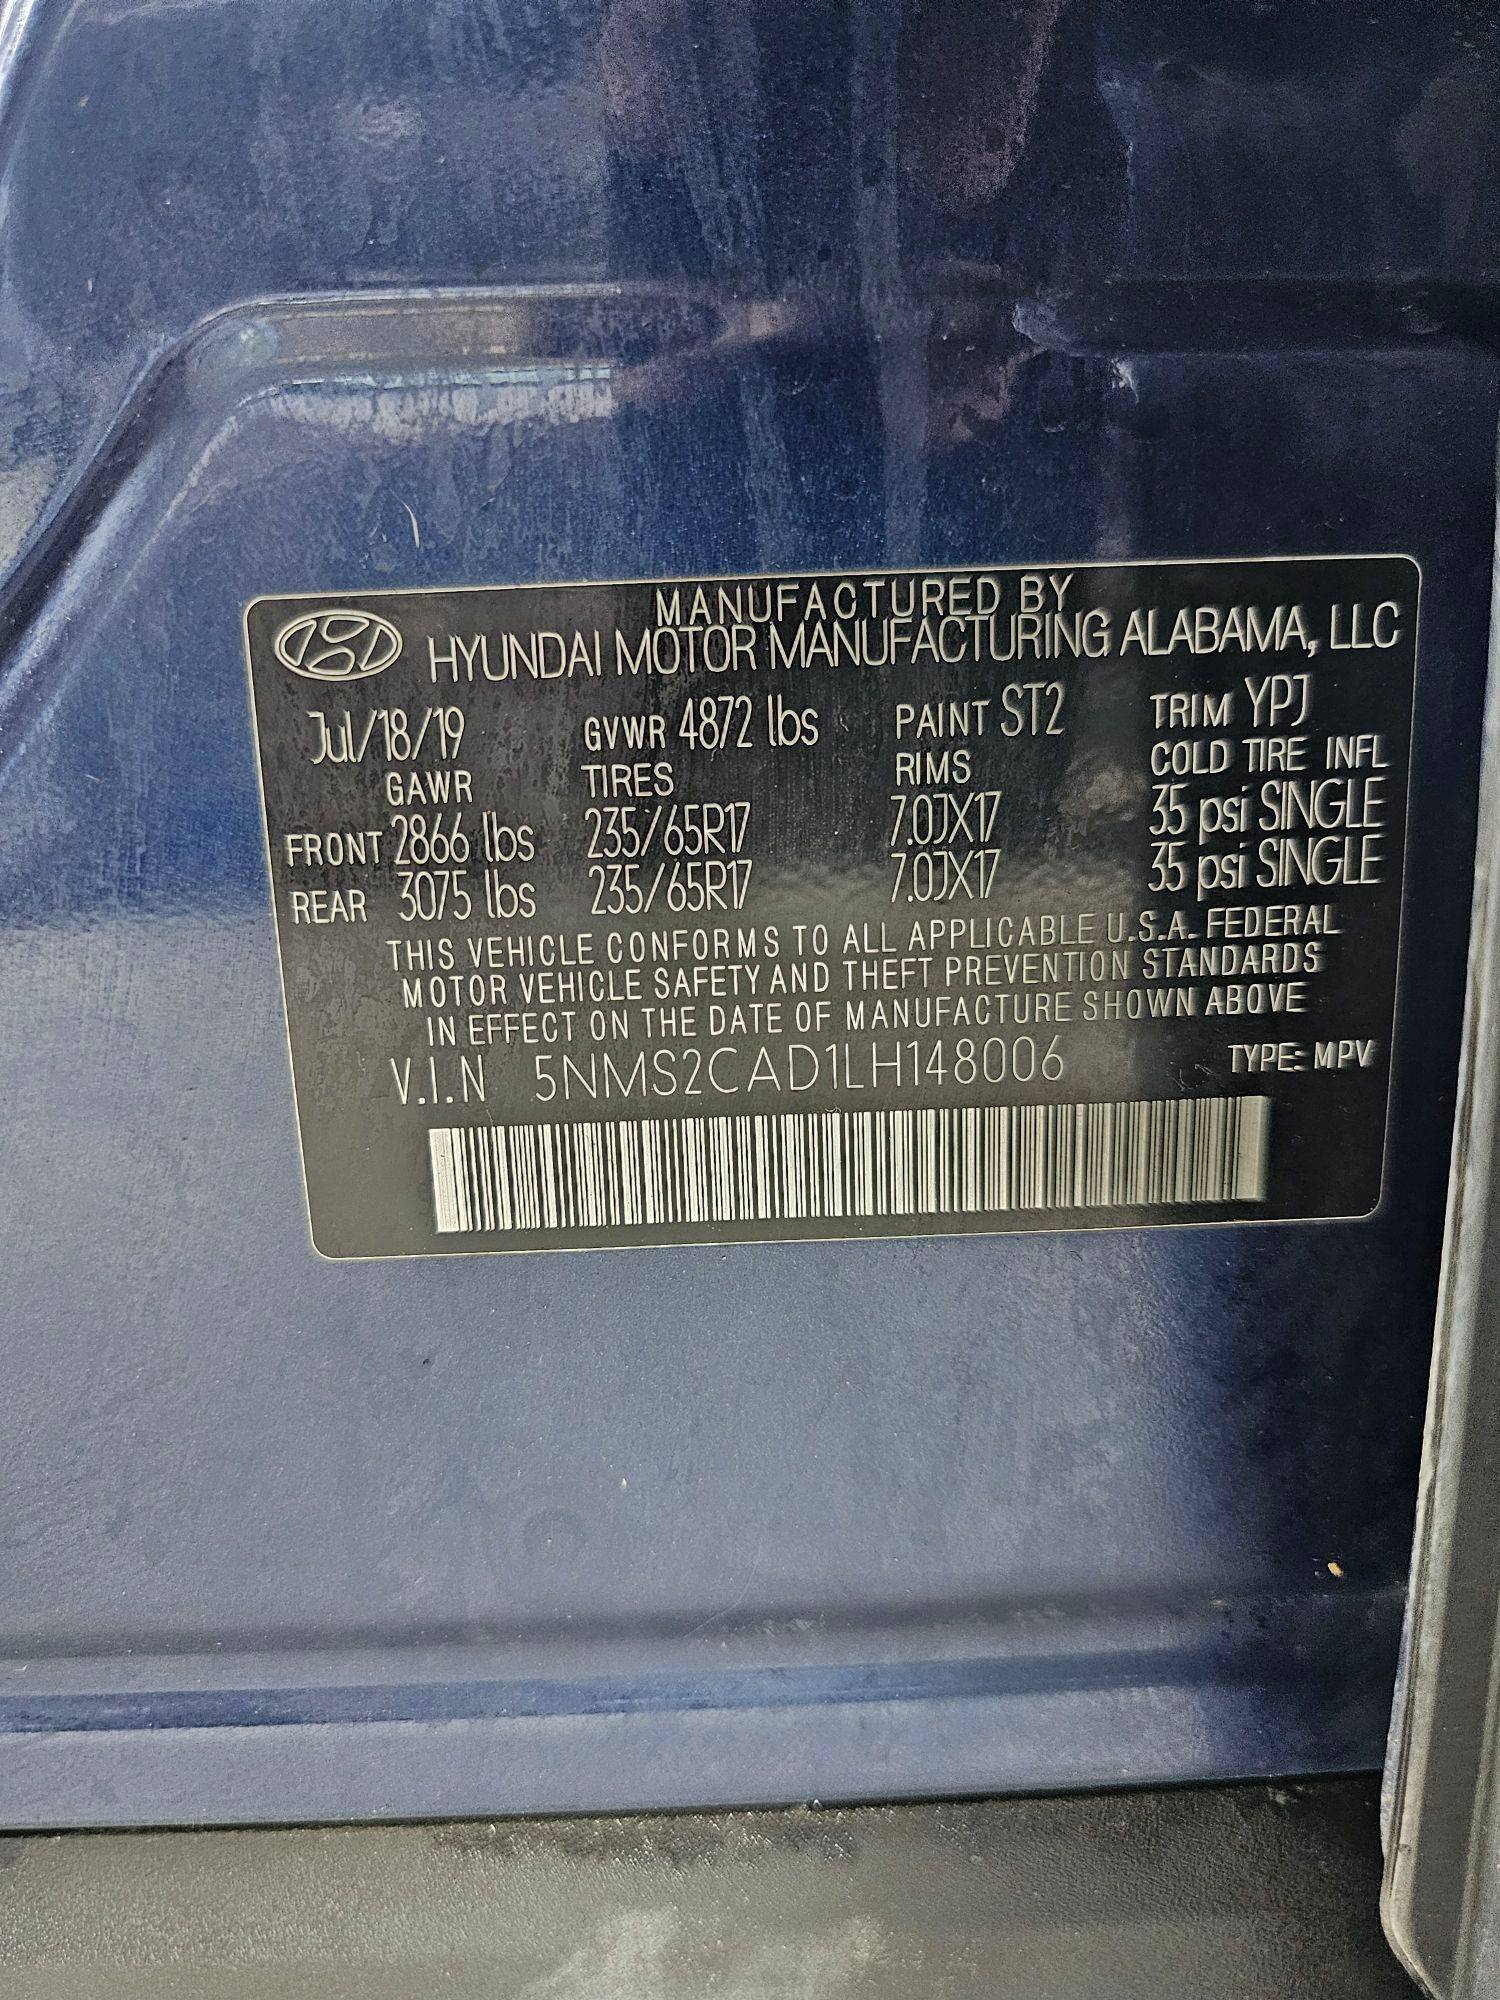 MANUFACTURED BY
HYUNDAI MOTOR MANUFACTURING ALABAMA, LLC
Jul/18/19 GVWR 4872 lbs PAINT ST2 TRIM YPJ
GAWR TIRES RIMS COLD TIRE INFL
FRONT 2866 lbs 235/65R17 7.0JX17 35 psi SINGLE
REAR 3075 lbs 235/65R17 7.0JX17 35 psi SINGLE
THIS VEHICLE CONFORMS TO ALL APPLICABLE U.S.A. FEDERAL
MOTOR VEHICLE SAFETY AND THEFT PREVENTION STANDARDS
IN EFFECT ON THE DATE OF MANUFACTURE SHOWN ABOVE
V.I.N 5NMS2CAD1LH148006 TYPE: MPV